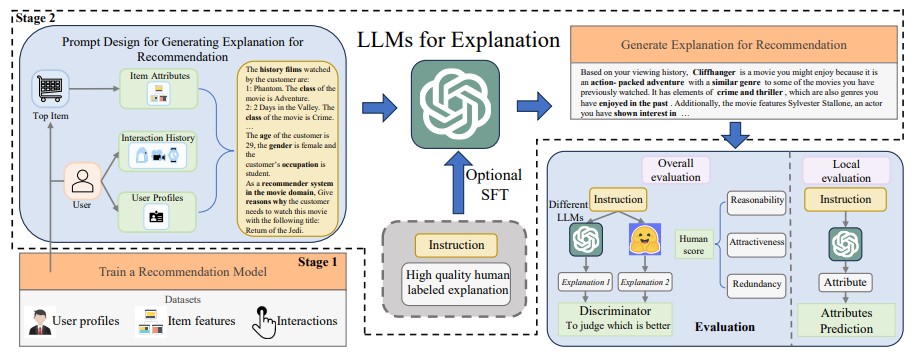 Stage 2
Prompt Design for Generating Explanation for
Recommendation
Top Item
User
Item Attributes
Interaction History
User Profiles
The history films watched
by the customer are:
1: Phantom. The class of the
movie is Adventure.
2: 2 Days in the Valley. The
class of the movie is Crime.
…
The age of the customer is
29, the gender is female and
the
customer's occupation is
student.
As a recommender system
in the movie domain, Give
reasons why the customer
needs to watch this movie
with the following title:
Return of the Jedi.
Stage 1
Train a Recommendation Model
Datasets
User profiles
Item features
Interactions
LLMs for Explanation
Optional
SFT
Instruction
High quality human
labeled explanation
Generate Explanation for Recommendation
Based on your viewing history, Cliffhanger is a movie you might enjoy because it is
an action- packed adventure with a similar genre to some of the movies you have
previously watched. It has elements of crime and thriller , which are also genres you
have enjoyed in the past . Additionally, the movie features Sylvester Stallone, an actor
you have shown interest in …
Overall
evaluation
Instruction
Different
LLMs
Explanation 1
Explanation 2
Discriminator
To judge which is better
Human
score
Reasonability
Attractiveness
Redundancy
Evaluation
Local
evaluation
Instruction
Attribute
Attributes
Prediction